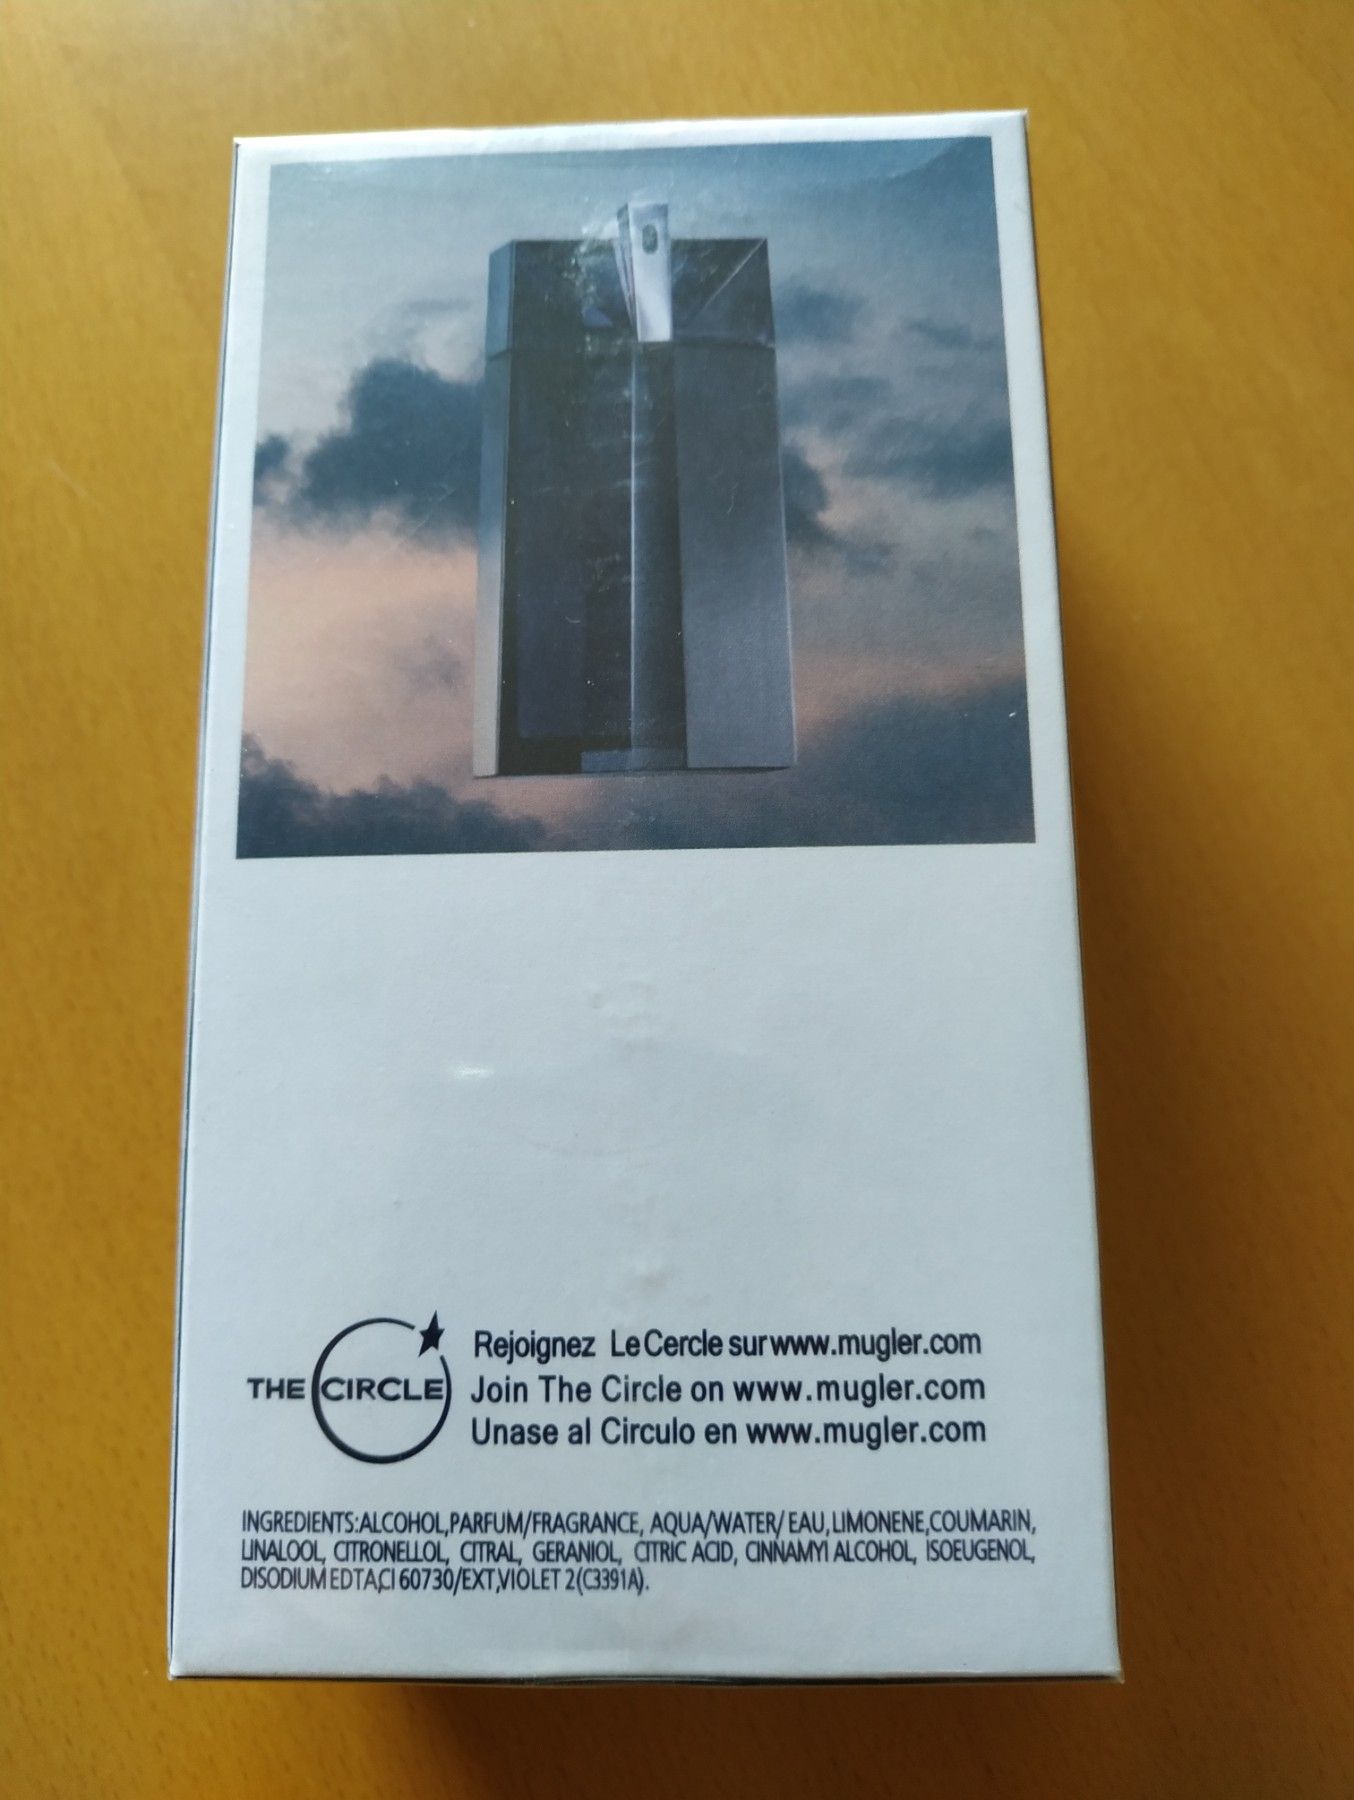 THE CIRCLE
Rejoignez Le Cercle sur www.mugler.com
Join The Circle on www.mugler.com
Unase al Circulo en www.mugler.com
INGREDIENTS:ALCOHOL,PARFUM/FRAGRANCE, AQUA/WATER/ EAU,LIMONENE,COUMARIN,
LINALOOL, CITRONELLOL, CITRAL, GERANIOL, CITRIC ACID, CINNAMYI ALCOHOL, ISOEUGENOL,
DISODIUM EDTA,CI 60730/EXT,VIOLET 2(C3391A).